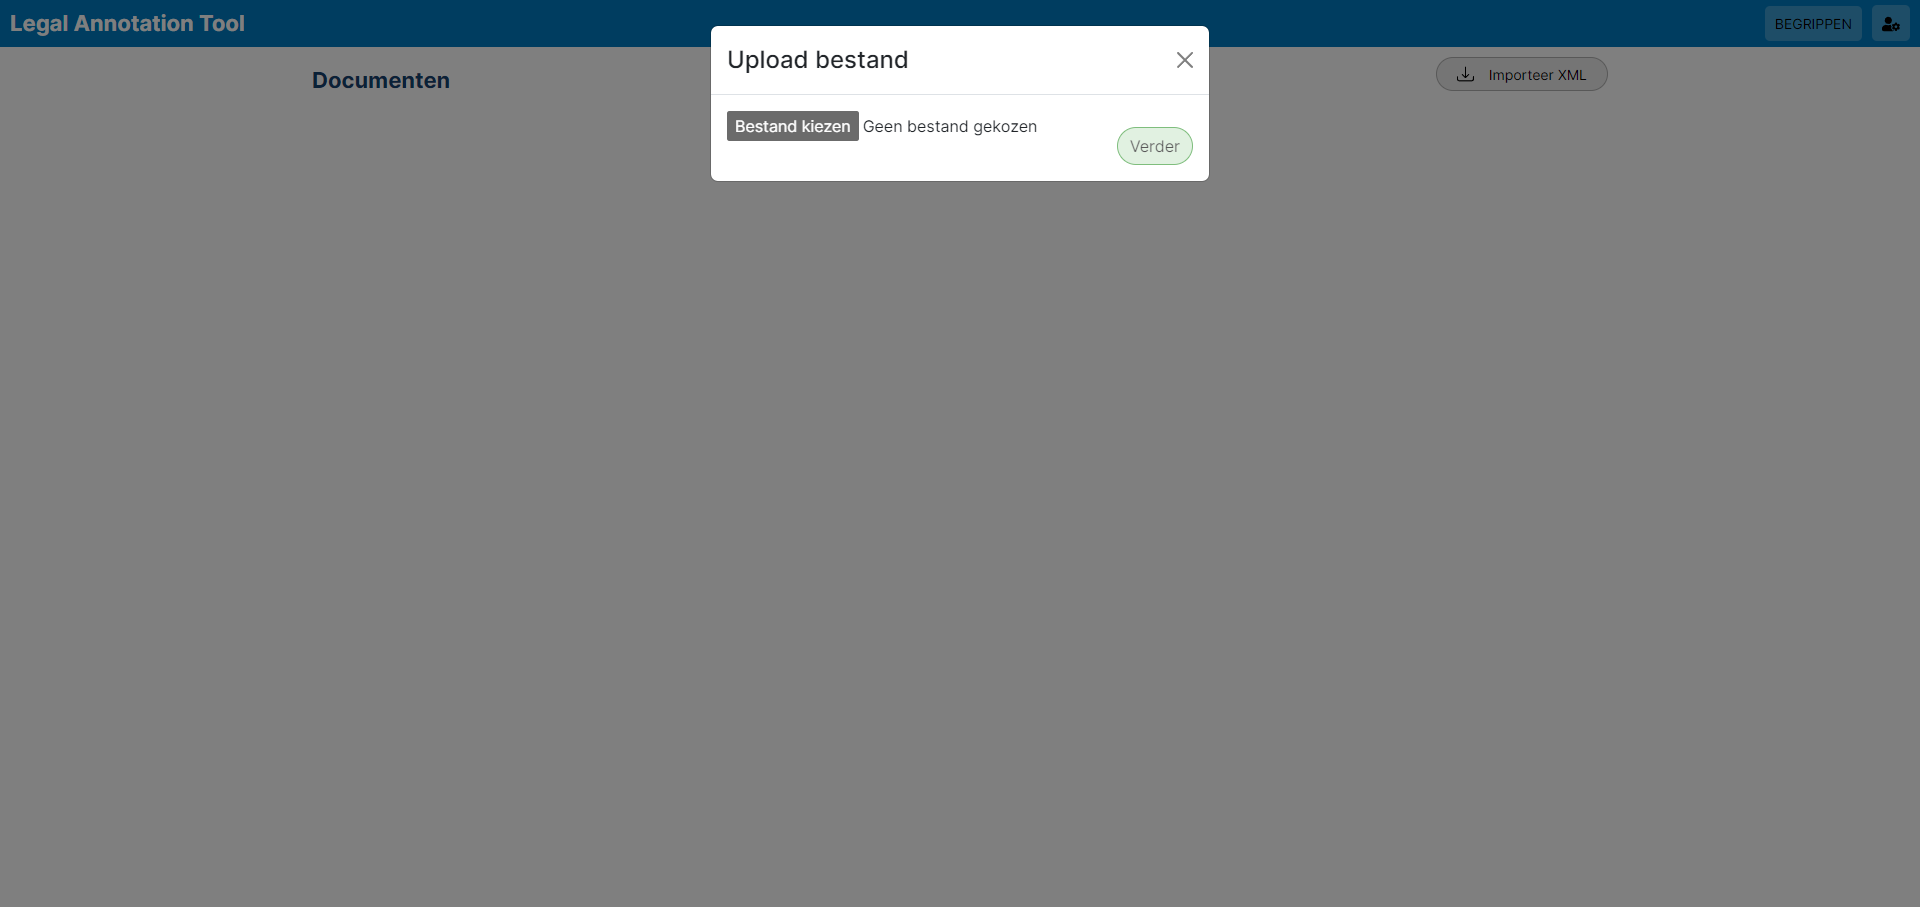 Legal Annotation Tool
BEGRIPPEN
Upload bestand
Documenten
Importeer XML
Bestand kiezen Geen bestand gekozen
Verder